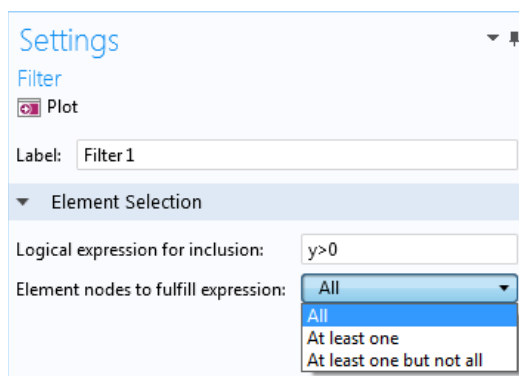 Settings
Filter
Plot
Label: Filter 1
Element Selection
Logical expression for inclusion: y>0
Element nodes to fulfill expression: All
All
At least one
At least one but not all